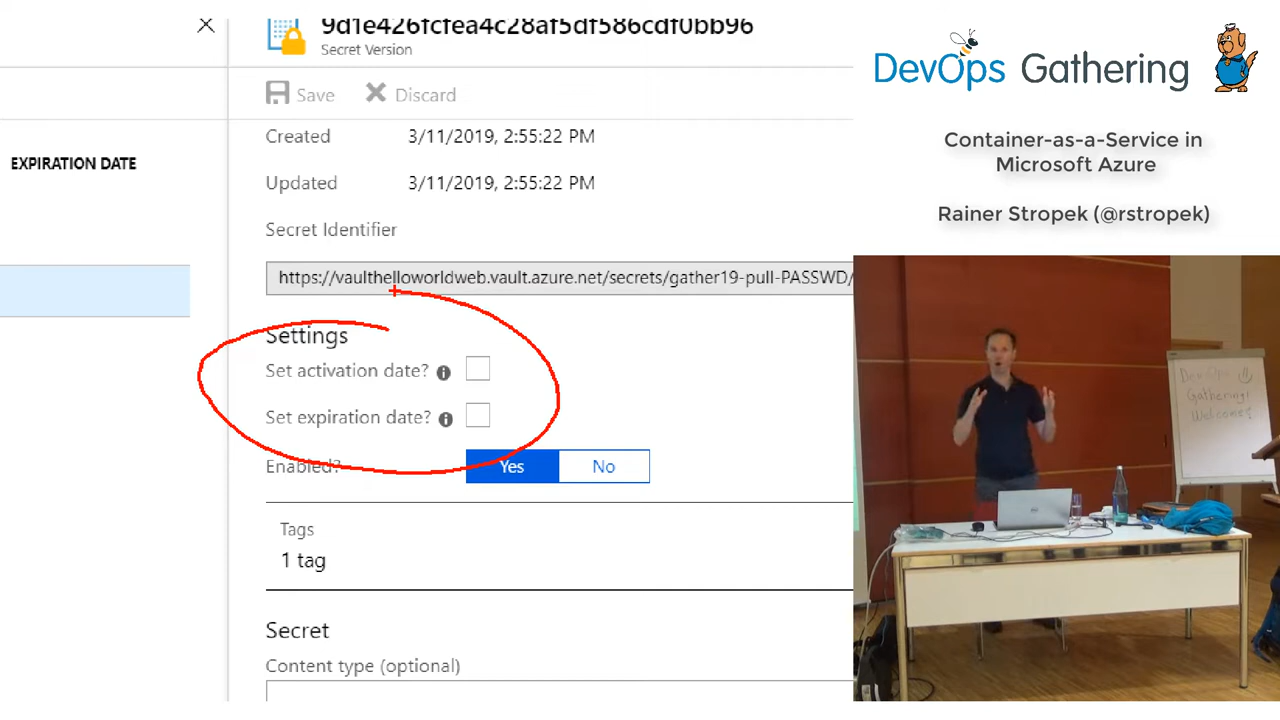 9d1e426fcfea4c28af5df586cdf0bb96
Secret Version
Save Discard
EXPIRATION DATE
Created 3/11/2019, 2:55:22 PM
Updated 3/11/2019, 2:55:22 PM
Secret Identifier
https://vaulthelloworldweb.vault.azure.net/secrets/gather19-pull-PASSWD/
Settings
Set activation date?
Set expiration date?
Enabled? Yes No
Tags
1 tag
Secret
Content type (optional)
DevOps Gathering
Container-as-a-Service in
Microsoft Azure
Rainer Stropek (@rstropek)
DevOps
Gathering!
Welcome!